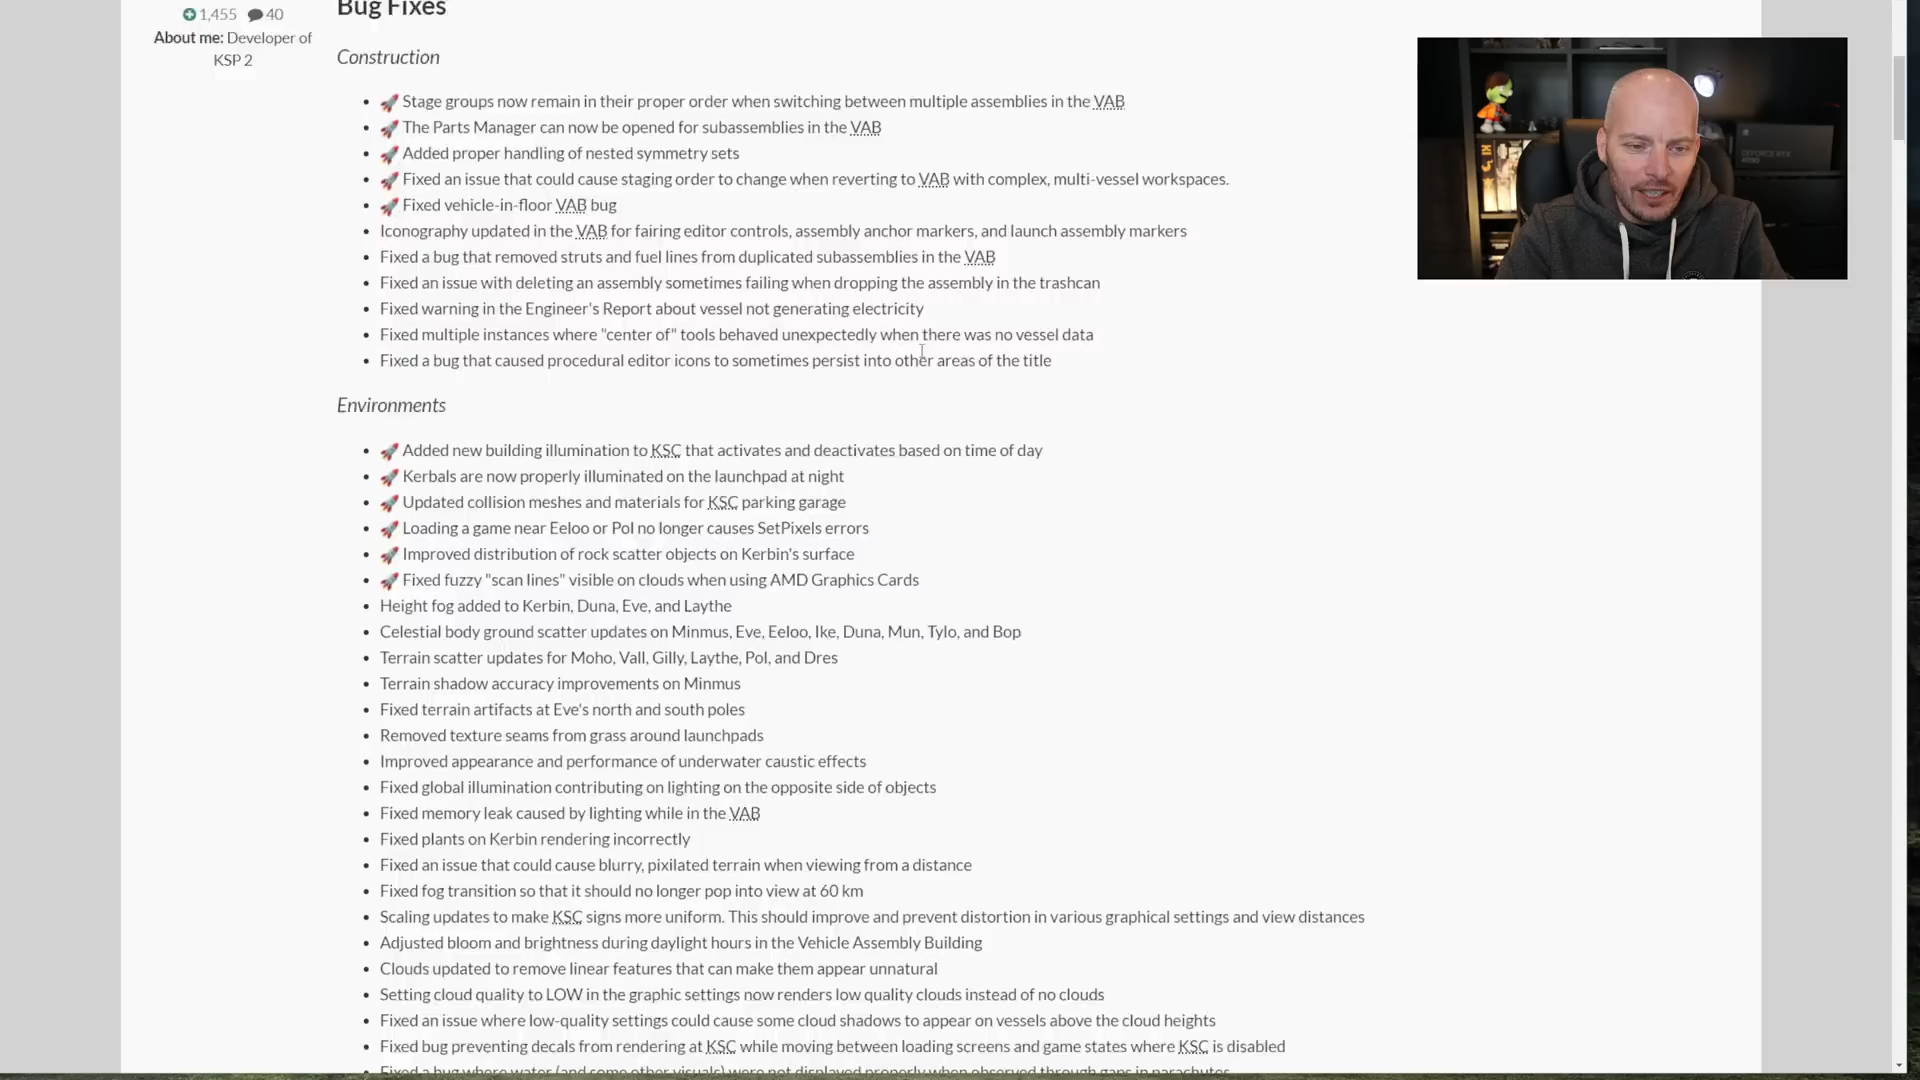 Bug Fixes
1,455 40
About me: Developer of
KSP 2
Construction
🚀 Stage groups now remain in their proper order when switching between multiple assemblies in the VAB
🚀 The Parts Manager can now be opened for subassemblies in the VAB
🚀 Added proper handling of nested symmetry sets
🚀 Fixed an issue that could cause staging order to change when reverting to VAB with complex, multi-vessel workspaces.
🚀 Fixed vehicle-in-floor VAB bug
Iconography updated in the VAB for fairing editor controls, assembly anchor markers, and launch assembly markers
Fixed a bug that removed struts and fuel lines from duplicated subassemblies in the VAB
Fixed an issue with deleting an assembly sometimes failing when dropping the assembly in the trashcan
Fixed warning in the Engineer's Report about vessel not generating electricity
Fixed multiple instances where "center of" tools behaved unexpectedly when there was no vessel data
Fixed a bug that caused procedural editor icons to sometimes persist into other areas of the title
Environments
🚀 Added new building illumination to KSC that activates and deactivates based on time of day
🚀 Kerbals are now properly illuminated on the launchpad at night
🚀 Updated collision meshes and materials for KSC parking garage
🚀 Loading a game near Eeloo or Pol no longer causes SetPixels errors
🚀 Improved distribution of rock scatter objects on Kerbin's surface
🚀 Fixed fuzzy "scan lines" visible on clouds when using AMD Graphics Cards
Height fog added to Kerbin, Duna, Eve, and Laythe
Celestial body ground scatter updates on Minmus, Eve, Eeloo, Ike, Duna, Mun, Tylo, and Bop
Terrain scatter updates for Moho, Vall, Gilly, Laythe, Pol, and Dres
Terrain shadow accuracy improvements on Minmus
Fixed terrain artifacts at Eve's north and south poles
Removed texture seams from grass around launchpads
Improved appearance and performance of underwater caustic effects
Fixed global illumination contributing on lighting on the opposite side of objects
Fixed memory leak caused by lighting while in the VAB
Fixed plants on Kerbin rendering incorrectly
Fixed an issue that could cause blurry, pixilated terrain when viewing from a distance
Fixed fog transition so that it should no longer pop into view at 60 km
Scaling updates to make KSC signs more uniform. This should improve and prevent distortion in various graphical settings and view distances
Adjusted bloom and brightness during daylight hours in the Vehicle Assembly Building
Clouds updated to remove linear features that can make them appear unnatural
Setting cloud quality to LOW in the graphic settings now renders low quality clouds instead of no clouds
Fixed an issue where low-quality settings could cause some cloud shadows to appear on vessels above the cloud heights
Fixed bug preventing decals from rendering at KSC while moving between loading screens and game states where KSC is disabled
Fixed a bug where water (and some other visuals) were not displayed properly when observed through gaps in parachutes